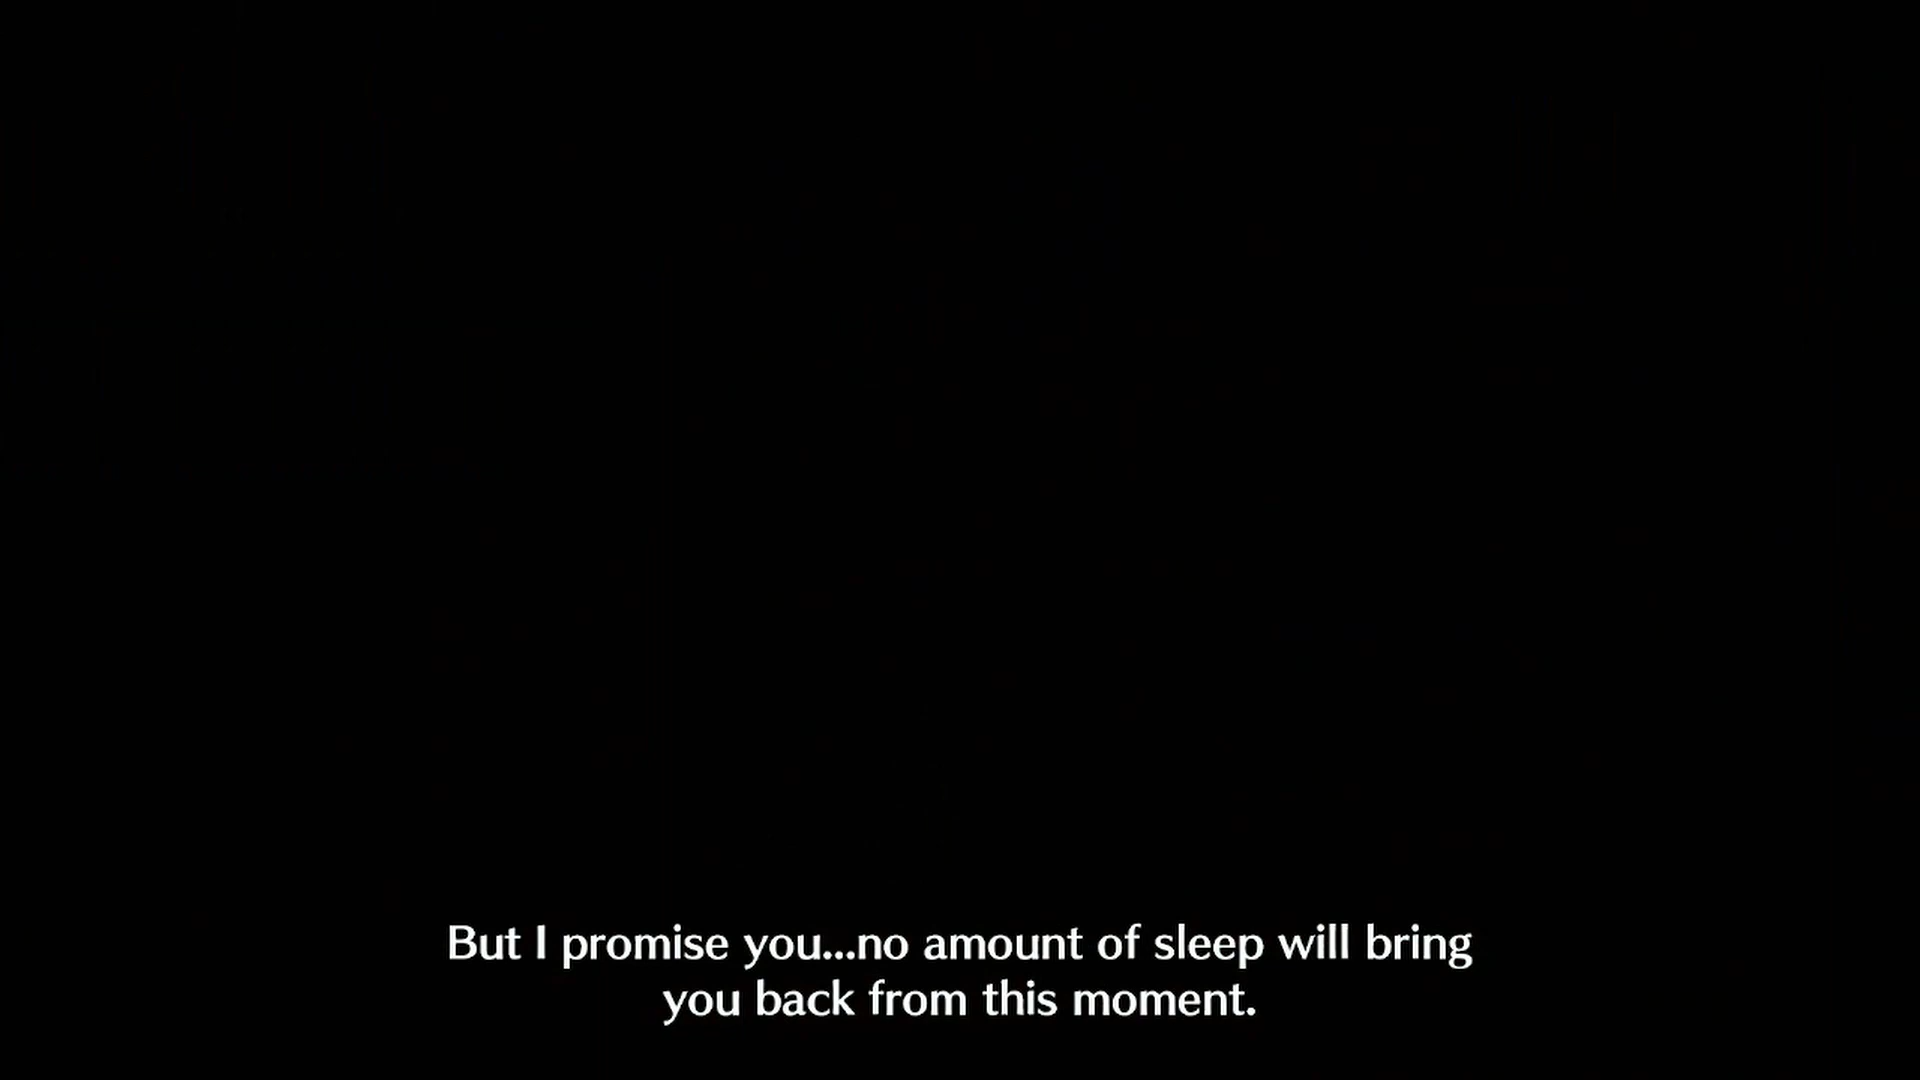 But I promise you...no amount of sleep will bring
you back from this moment.